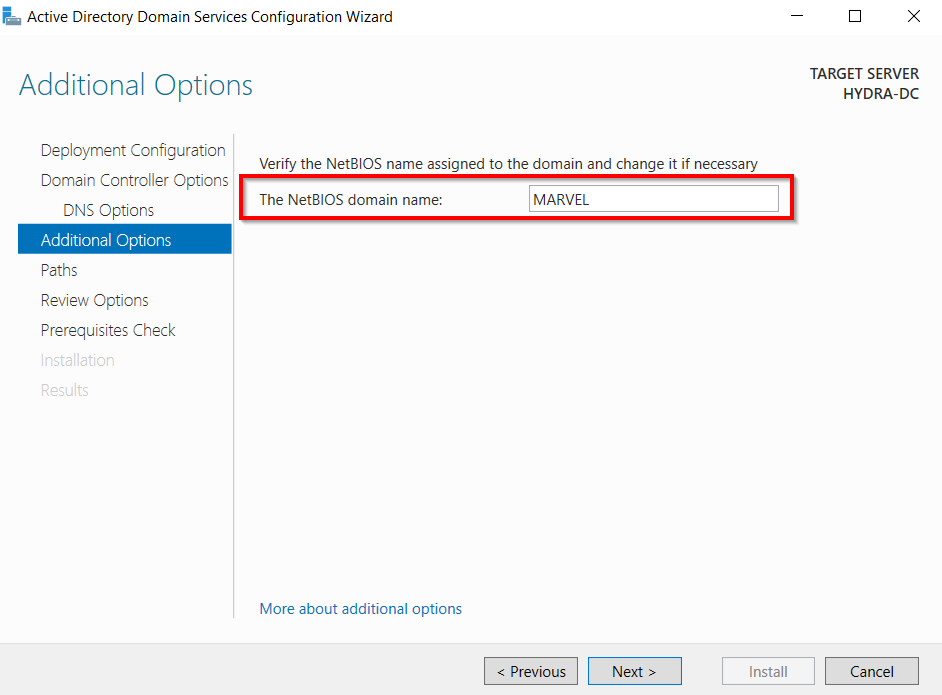 Active Directory Domain Services Configuration Wizard
Additional Options
TARGET SERVER
HYDRA-DC
Deployment Configuration
Domain Controller Options
DNS Options
Additional Options
Paths
Review Options
Prerequisites Check
Installation
Results
Verify the NetBIOS name assigned to the domain and change it if necessary
The NetBIOS domain name: MARVEL
More about additional options
< Previous Next > Install Cancel